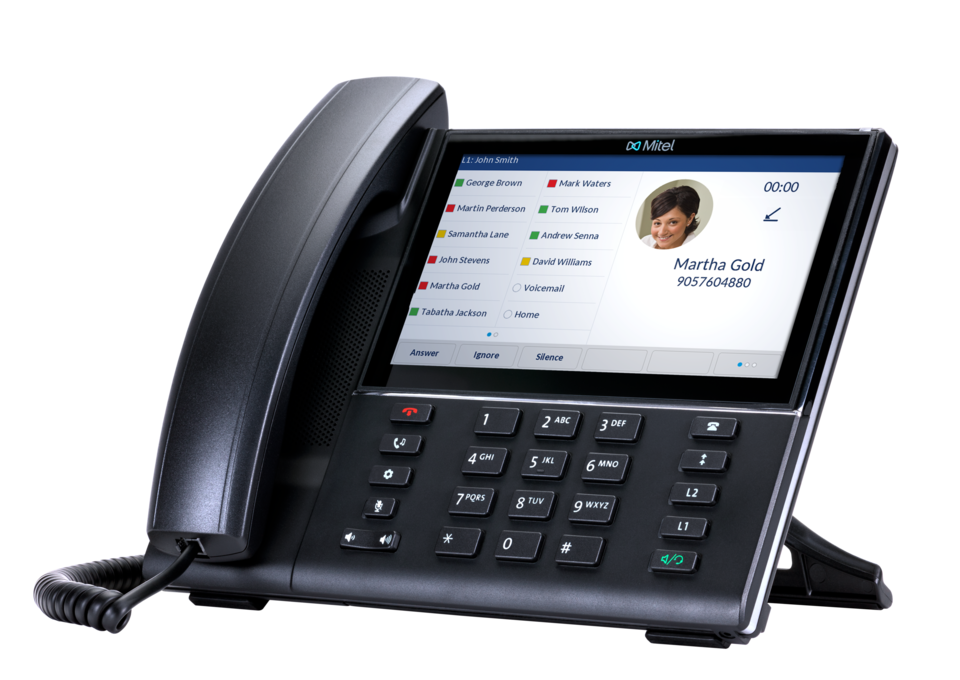 Mitel
L1: John Smith
George Brown
Mark Waters
Martin Perderson
Tom WIlson
Samantha Lane
Andrew Senna
John Stevens
David Williams
Martha Gold
Voicemail
Tabatha Jackson
Home
00:00
Martha Gold
9057604880
Answer
Ignore
Silence
1
2 ABC
3 DEF
4 GHI
5 JKL
6 MNO
L2
7 PQRS
8 TUV
9 WXYZ
L1
*
0
#